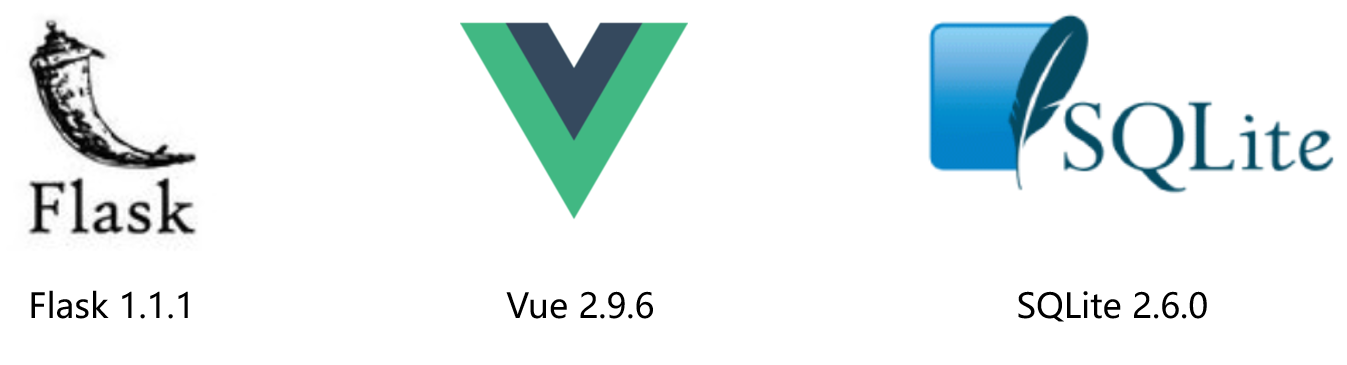 Flask
SQLite
Flask 1.1.1
Vue 2.9.6
SQLite 2.6.0